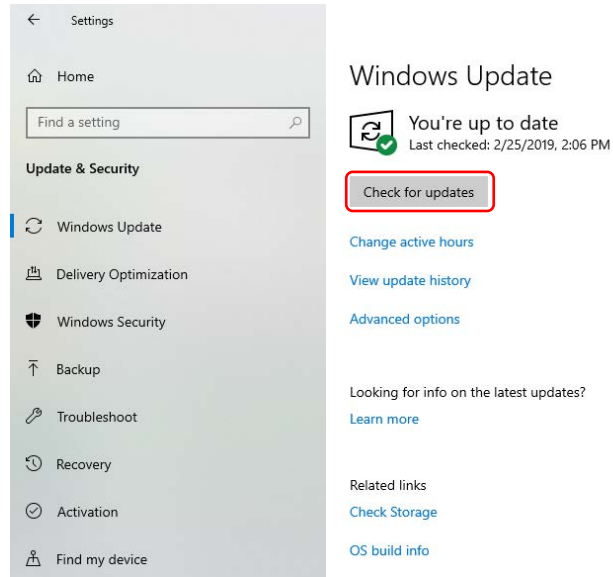 Settings
Home
Find a setting
Update & Security
Windows Update
Delivery Optimization
Windows Security
Backup
Troubleshoot
Recovery
Activation
Find my device
Windows Update
You're up to date
Last checked: 2/25/2019, 2:06 PM
Check for updates
Change active hours
View update history
Advanced options
Looking for info on the latest updates?
Learn more
Related links
Check Storage
OS build info